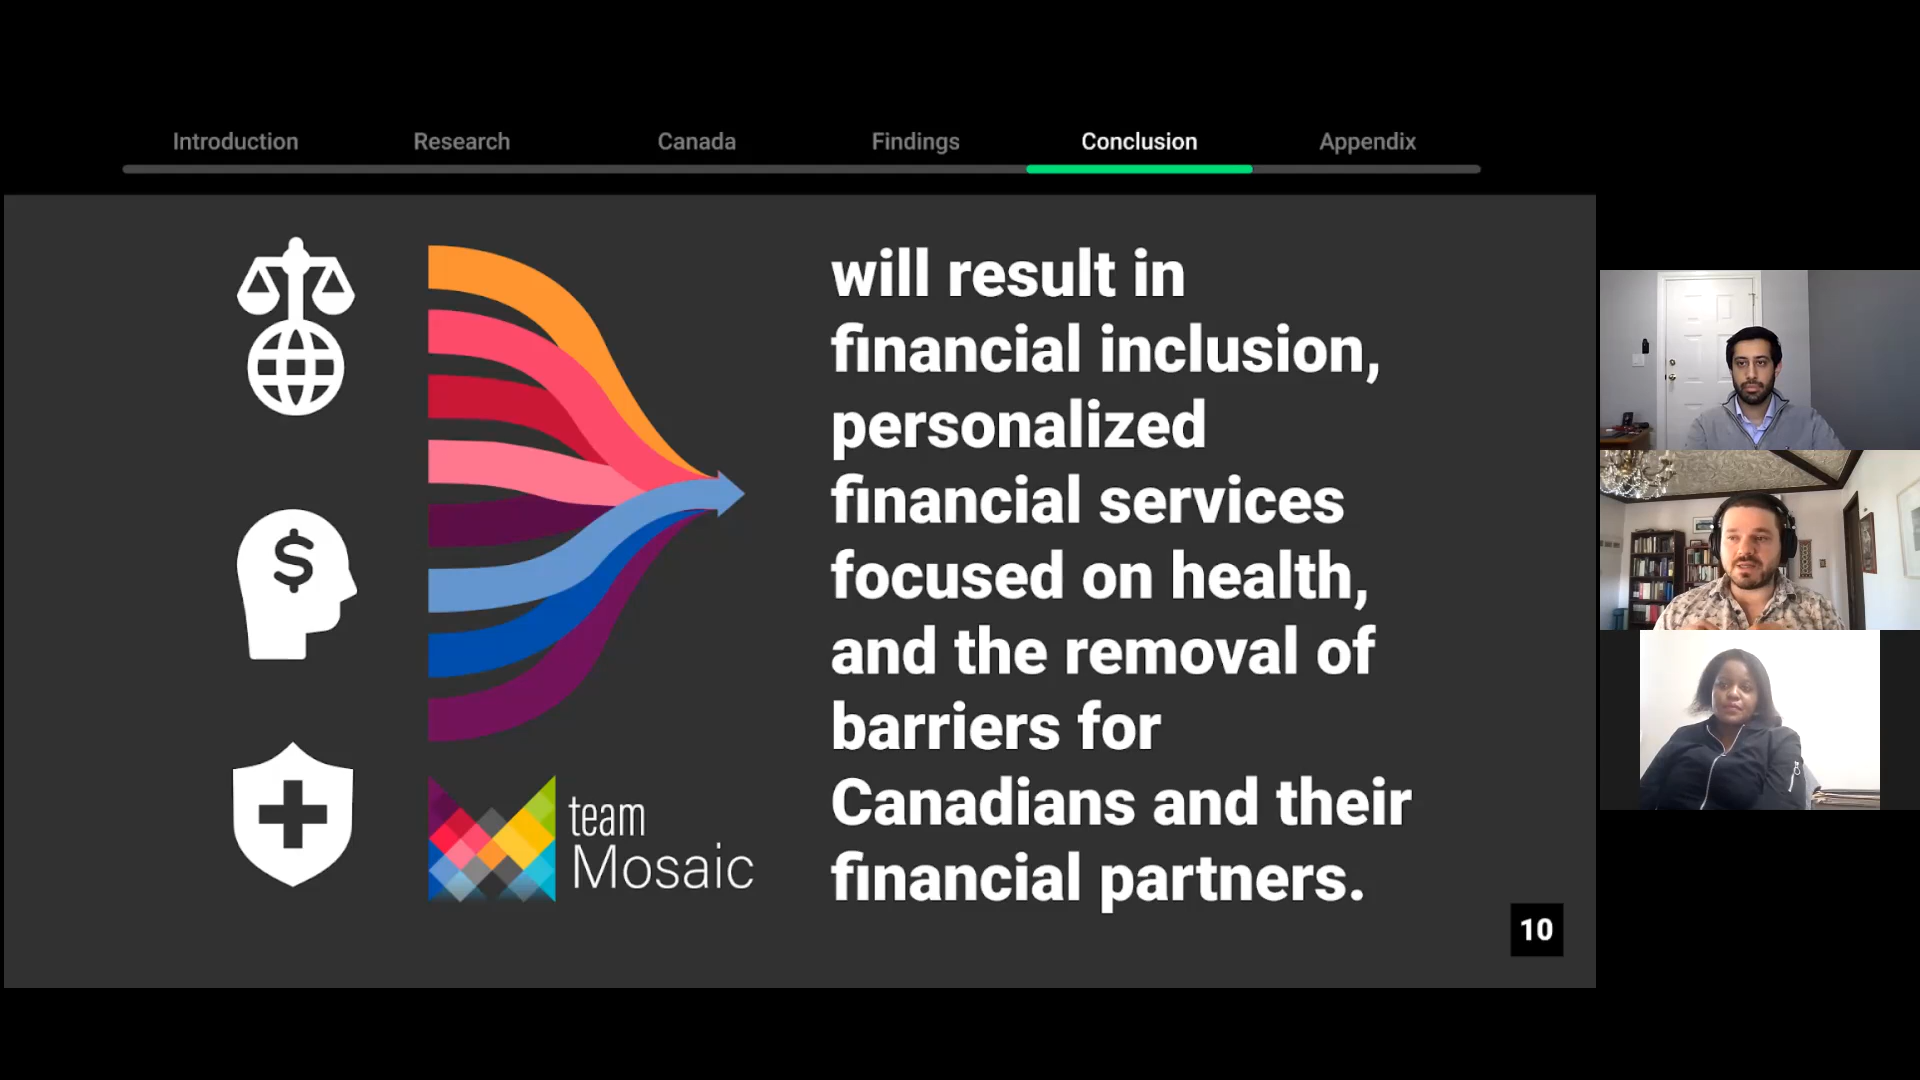 Introduction
Research
Canada
Findings
Conclusion
Appendix
will result in
financial inclusion,
personalized
financial services
focused on health,
and the removal of
barriers for
Canadians and their
financial partners.
$
team
Mosaic
10